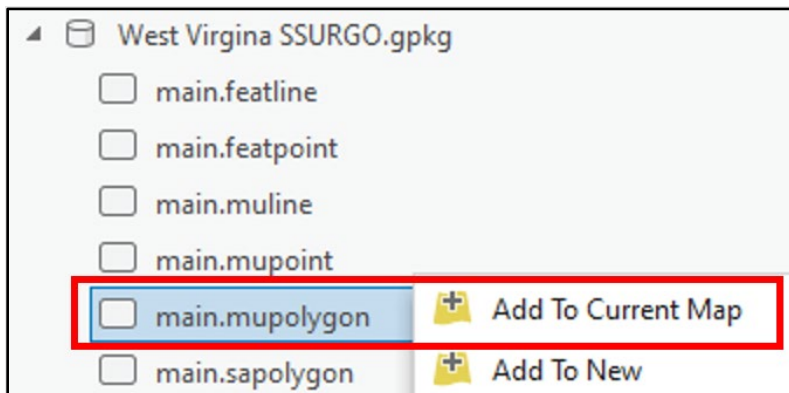 West Virgina SSURGO.gpkg
main.featline
main.featpoint
main.muline
main.mupoint
main.mupolygon
Add To Current Map
main.sapolygon
Add To New